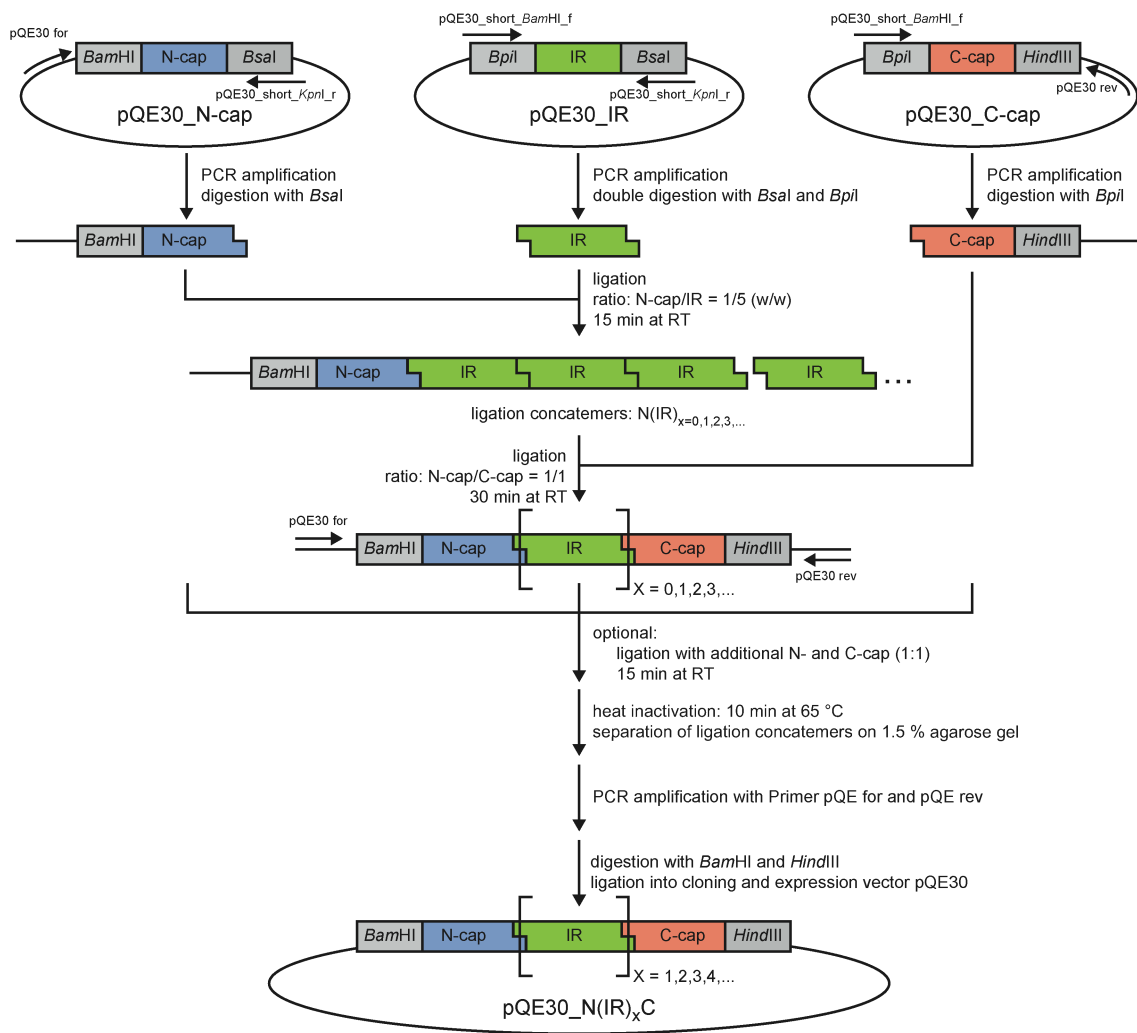 pQE30_short_BamHI_f
pQE30_short_BamHI_f
pQE30 for
BamHI N-cap BsaI
BpiI IR BsaI
BpiI C-cap HindIII
pQE30_short_KpnI_r
pQE30_short_KpnI_r
pQE30 rev
pQE30_N-cap
pQE30_IR
pQE30_C-cap
PCR amplification
digestion with BsaI
PCR amplification
double digestion with BsaI and BpiI
PCR amplification
digestion with BpiI
BamHI N-cap
IR
C-cap HindIII
ligation
ratio: N-cap/IR = 1/5 (w/w)
15 min at RT
BamHI N-cap IR IR IR IR ...
ligation concatemers: N(IR)x=0,1,2,3,...
ligation
ratio: N-cap/C-cap = 1/1
30 min at RT
pQE30 for
BamHI N-cap IR C-cap HindIII
pQE30 rev
X = 0,1,2,3,...
optional:
ligation with additional N- and C-cap (1:1)
15 min at RT
heat inactivation: 10 min at 65 °C
separation of ligation concatemers on 1.5 % agarose gel
PCR amplification with Primer pQE for and pQE rev
digestion with BamHI and HindIII
ligation into cloning and expression vector pQE30
BamHI N-cap IR C-cap HindIII
X = 1,2,3,4,...
pQE30_N(IR)xC